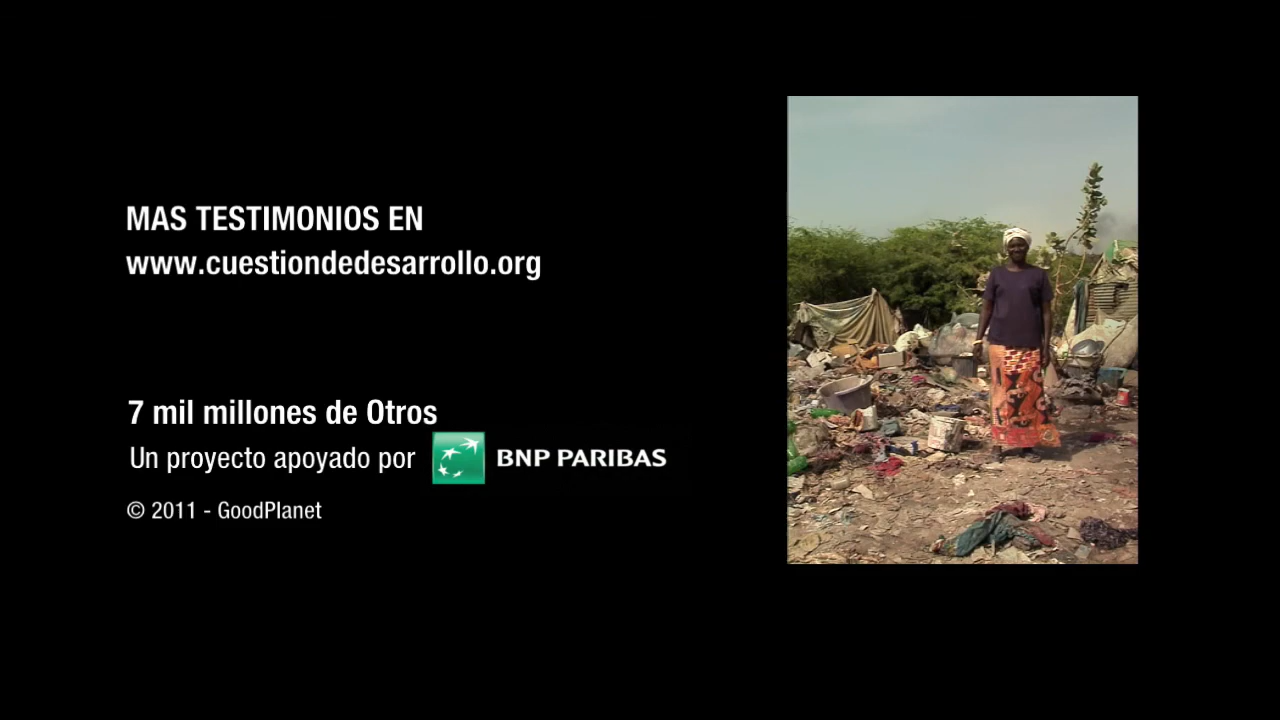 MAS TESTIMONIOS EN
www.cuestiondedesarrollo.org
7 mil millones de Otros
Un proyecto apoyado por BNP PARIBAS
© 2011 - GoodPlanet